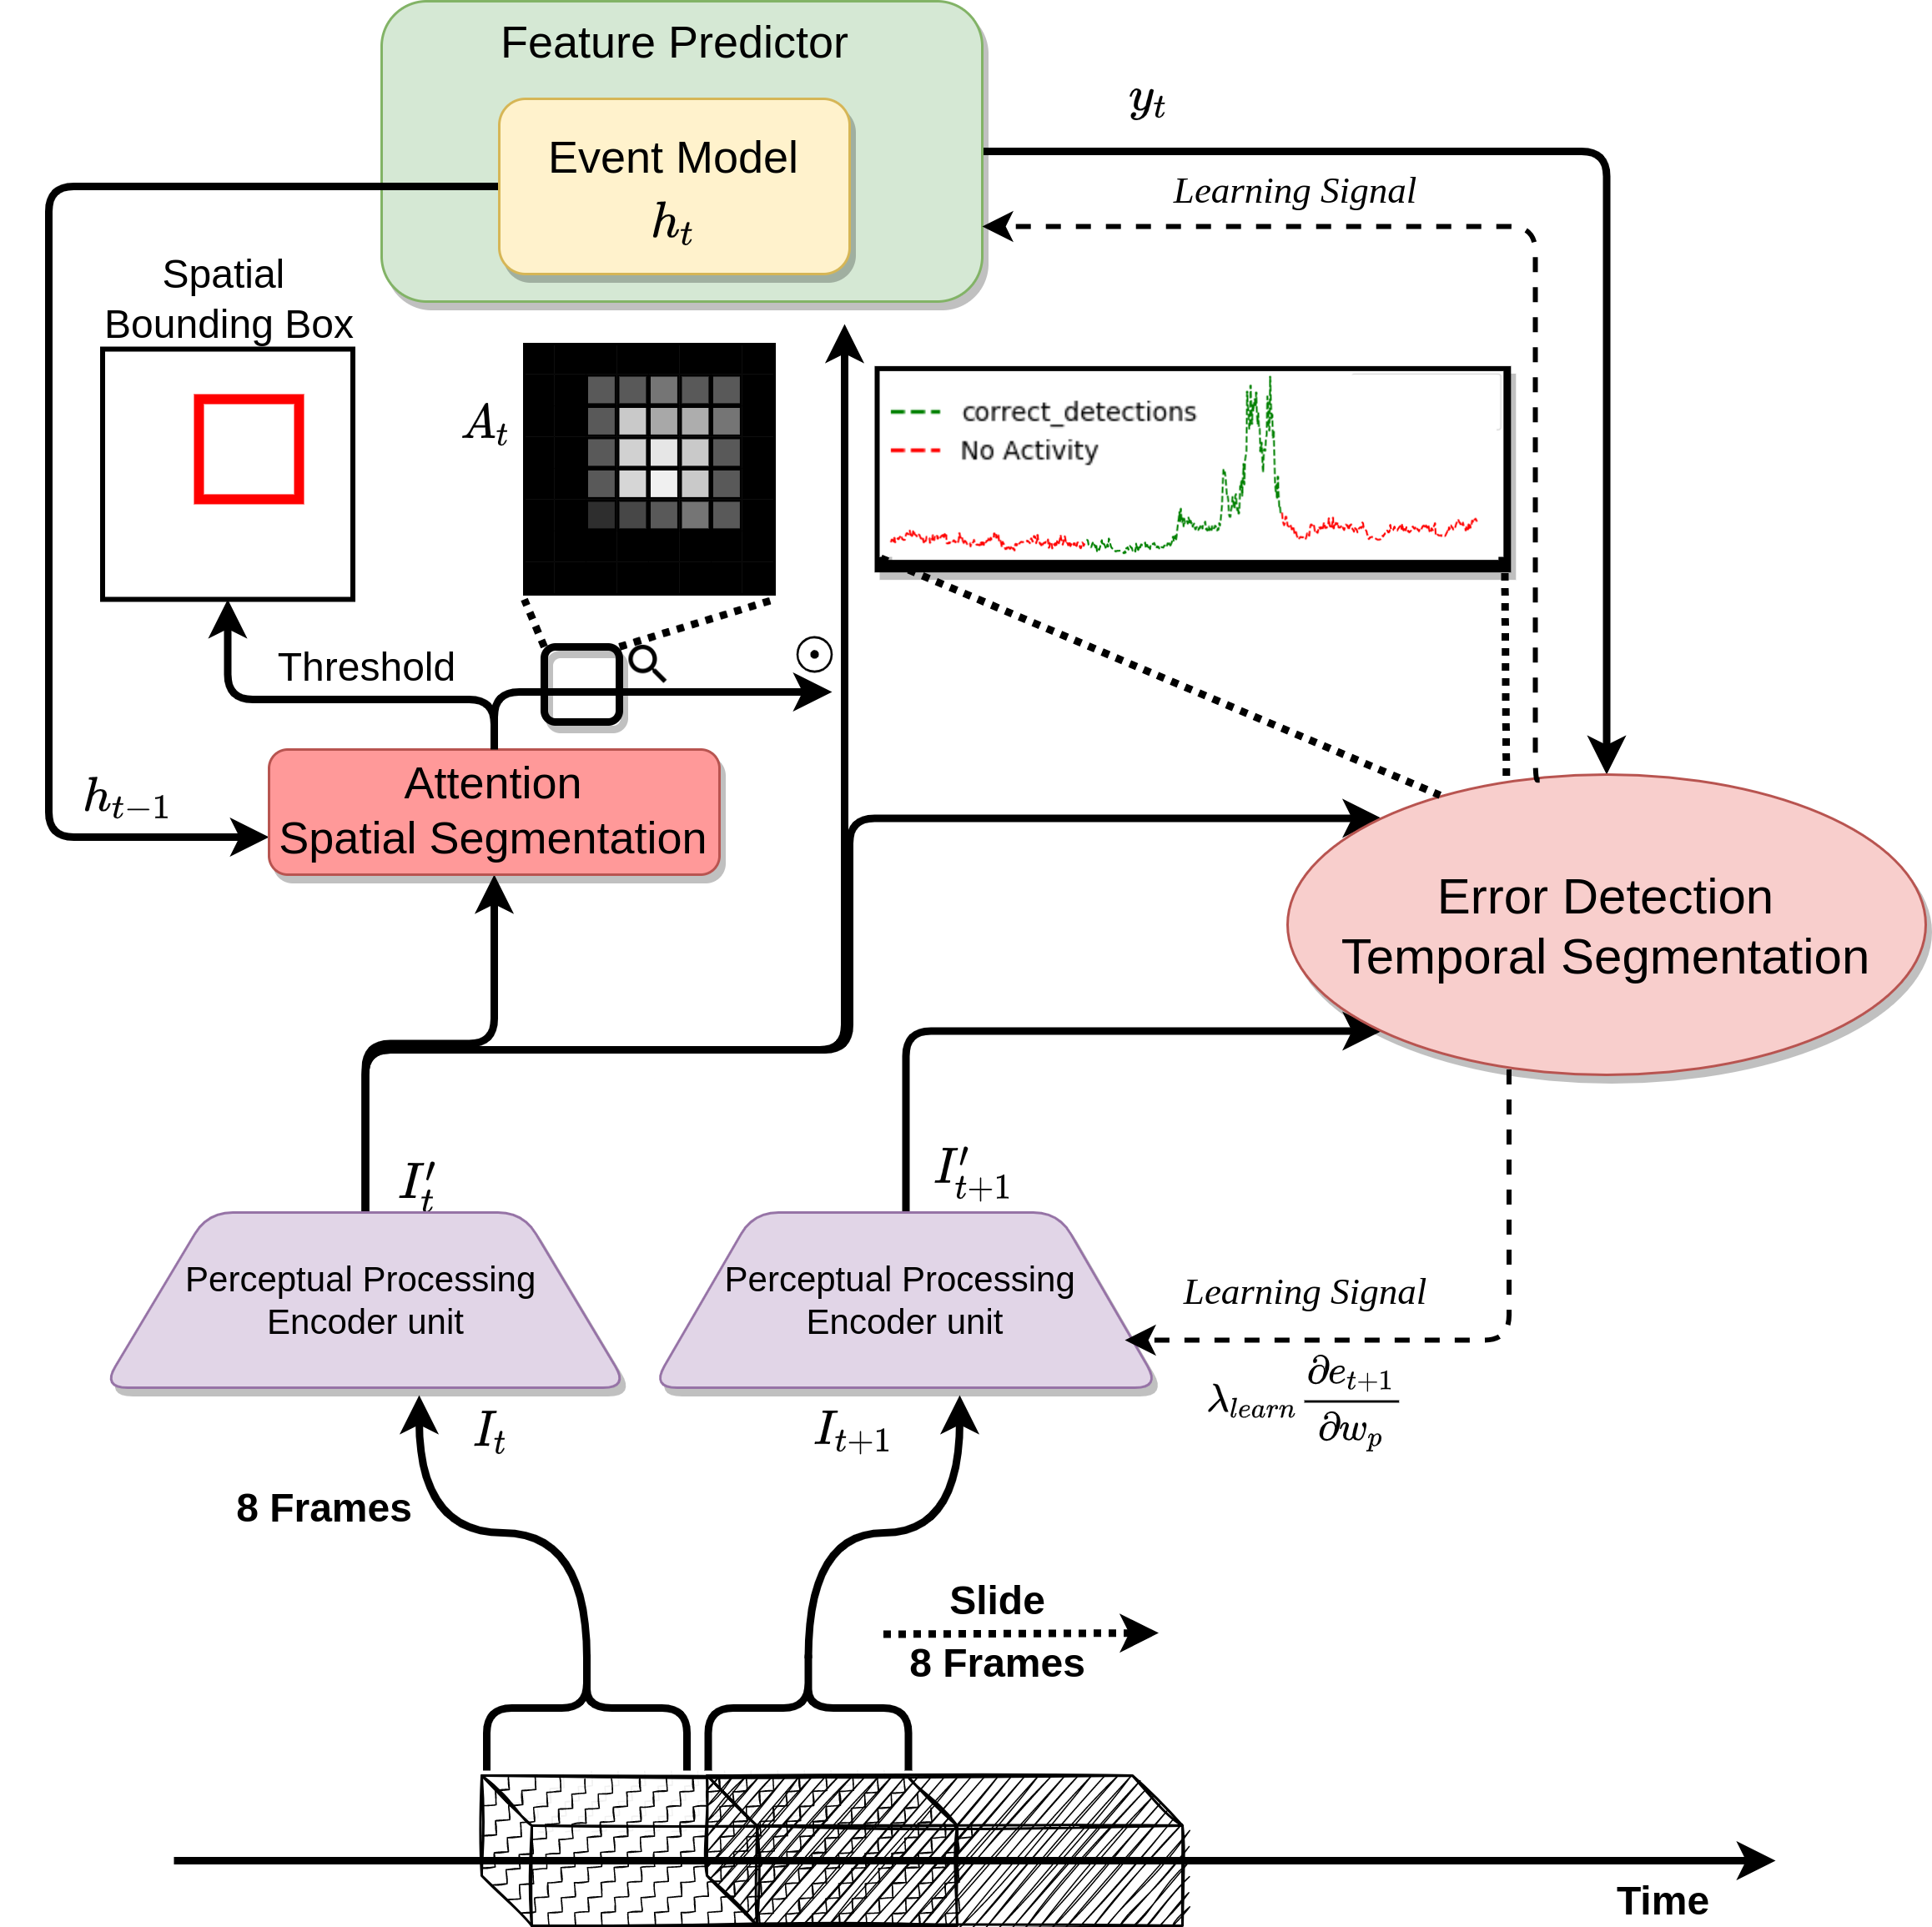 Feature Predictor
Event Model
$h_t$
$y_t$
Learning Signal
Spatial
Bounding Box
$A_t$
correct_detections
No Activity
Threshold
⊙
$h_{t-1}$
Attention
Spatial Segmentation
Error Detection
Temporal Segmentation
$I'_t$
$I'_{t+1}$
Perceptual Processing
Encoder unit
Perceptual Processing
Encoder unit
Learning Signal
$\lambda_{learn} \frac{\partial e_{t+1}}{\partial w_p}$
$I_t$
$I_{t+1}$
8 Frames
Slide
8 Frames
Time